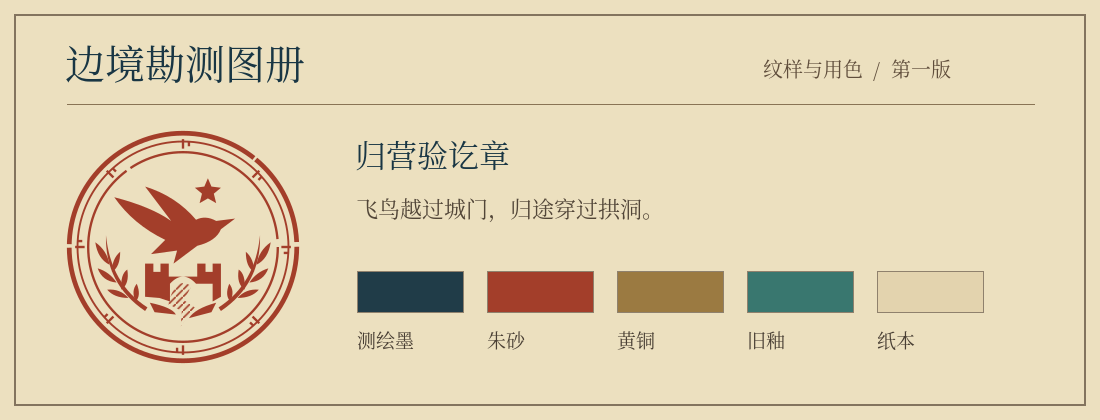 边境勘测图册
纹样与用色 / 第一版
归营验讫章
飞鸟越过城门，归途穿过拱洞。
测绘墨
朱砂
黄铜
旧釉
纸本